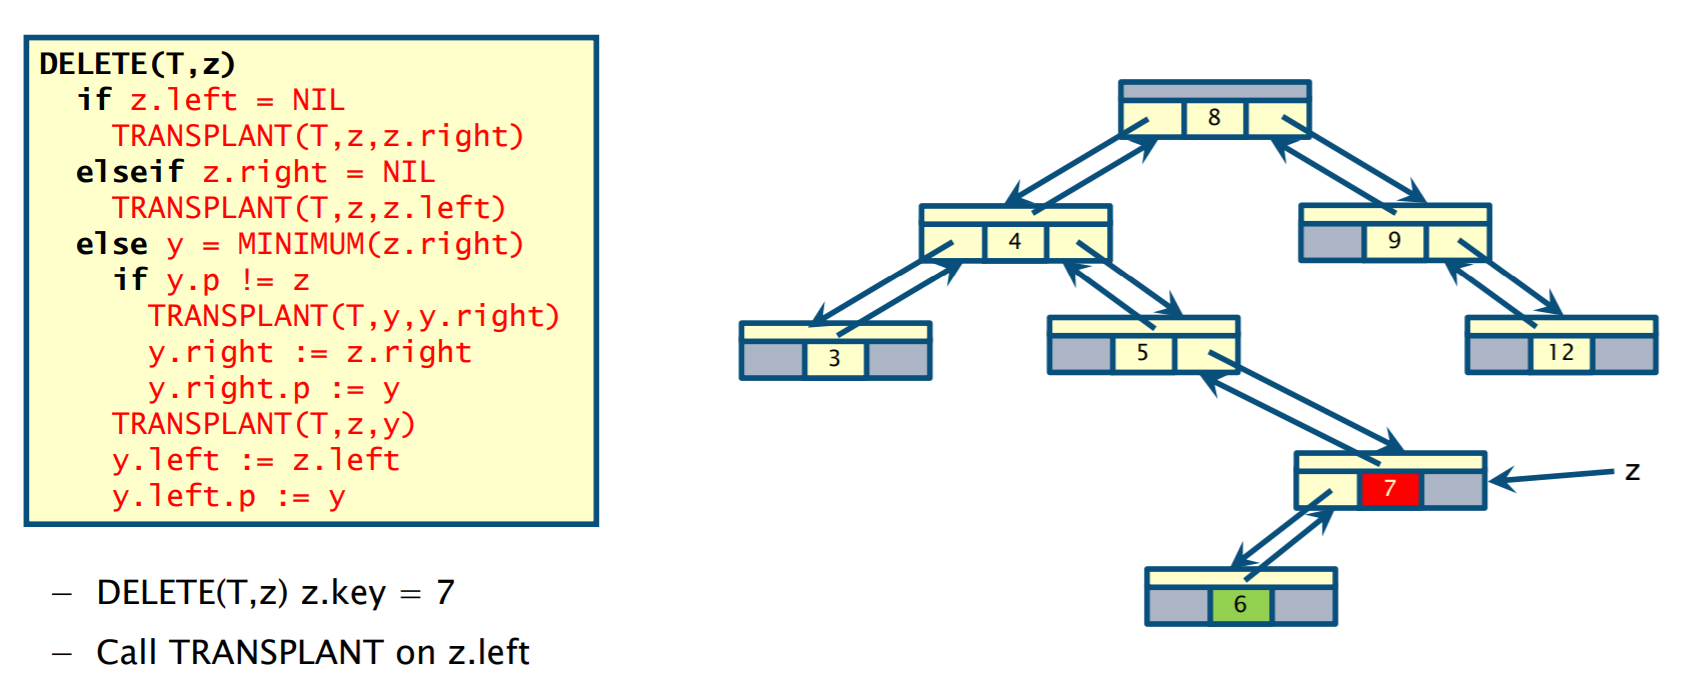 DELETE(T,z)
if z.left = NIL
TRANSPLANT(T,z,z.right)
elseif z.right = NIL
TRANSPLANT(T,z,z.left)
else y = MINIMUM(z.right)
if y.p != z
TRANSPLANT(T,y,y.right)
y.right := z.right
y.right.p := y
TRANSPLANT(T,z,y)
y.left := z.left
y.left.p := y
– DELETE(T,z) z.key = 7
– Call TRANSPLANT on z.left
8
4
9
3
5
12
7
z
6